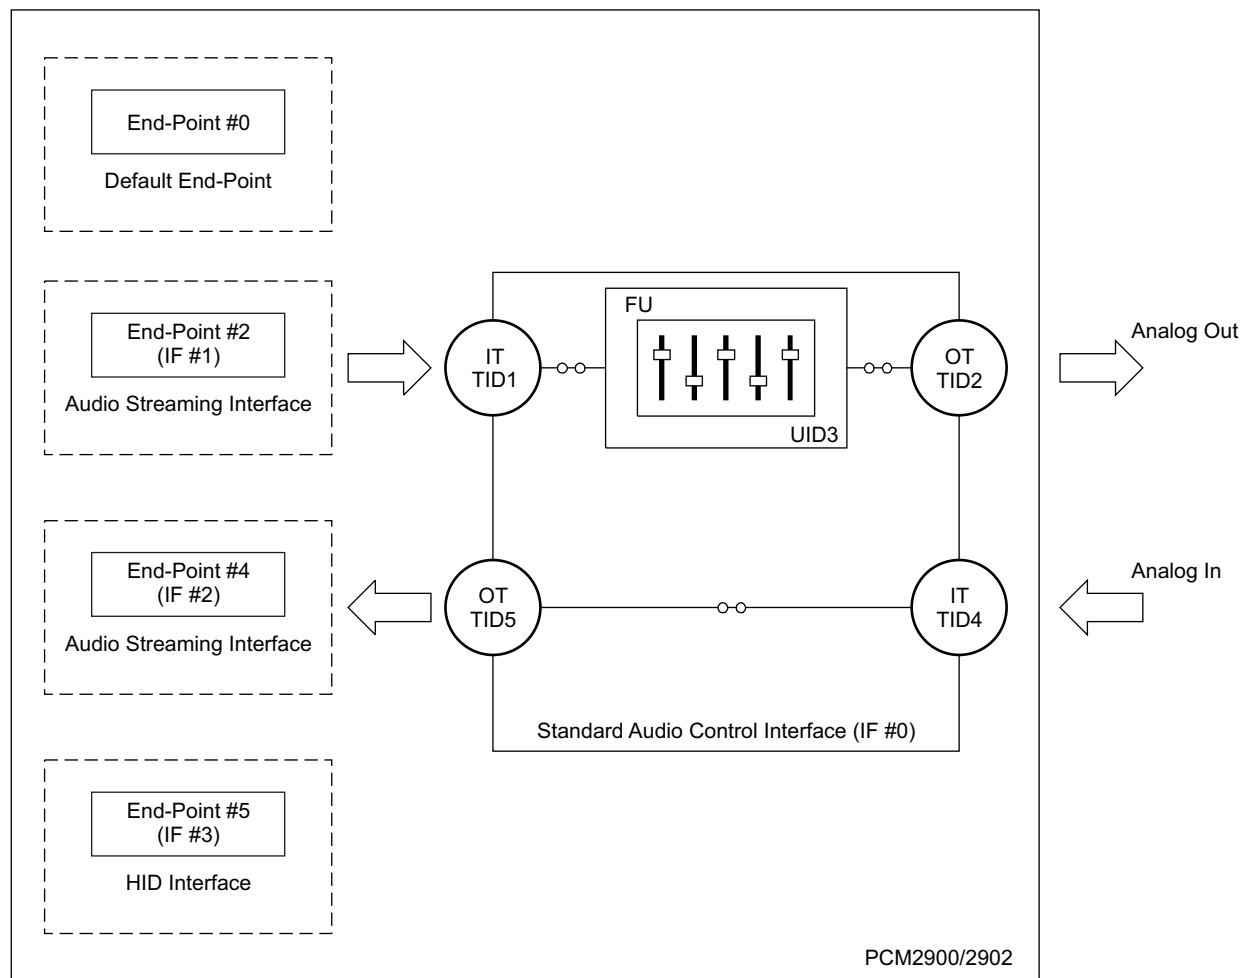 End-Point #0
Default End-Point
End-Point #2
(IF #1)
Audio Streaming Interface
IT
TID1
FU
UID3
OT
TID2
Analog Out
End-Point #4
(IF #2)
Audio Streaming Interface
OT
TID5
IT
TID4
Analog In
Standard Audio Control Interface (IF #0)
End-Point #5
(IF #3)
HID Interface
PCM2900/2902